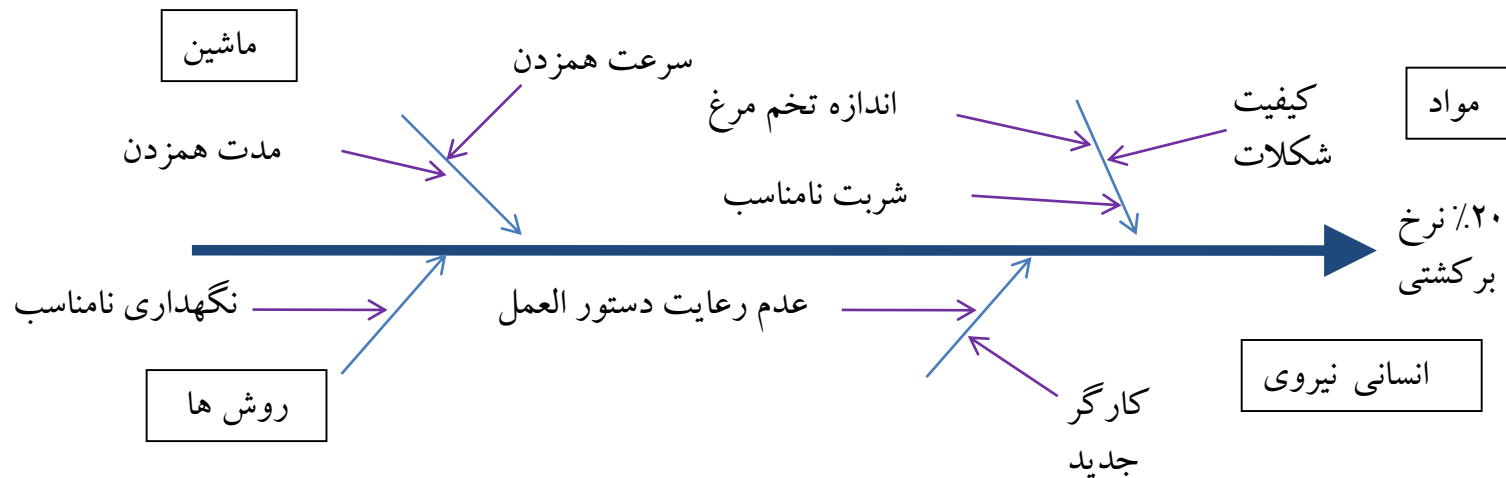 ماشین
سرعت همزدن
مدت همزدن
اندازه تخم مرغ
کیفیت
شکلات
مواد
شربت نامناسب
۲۰٪ نرخ
برکشتی
نگهداری نامناسب
عدم رعایت دستور العمل
روش ها
کارگر
جدید
انسانی نیروی